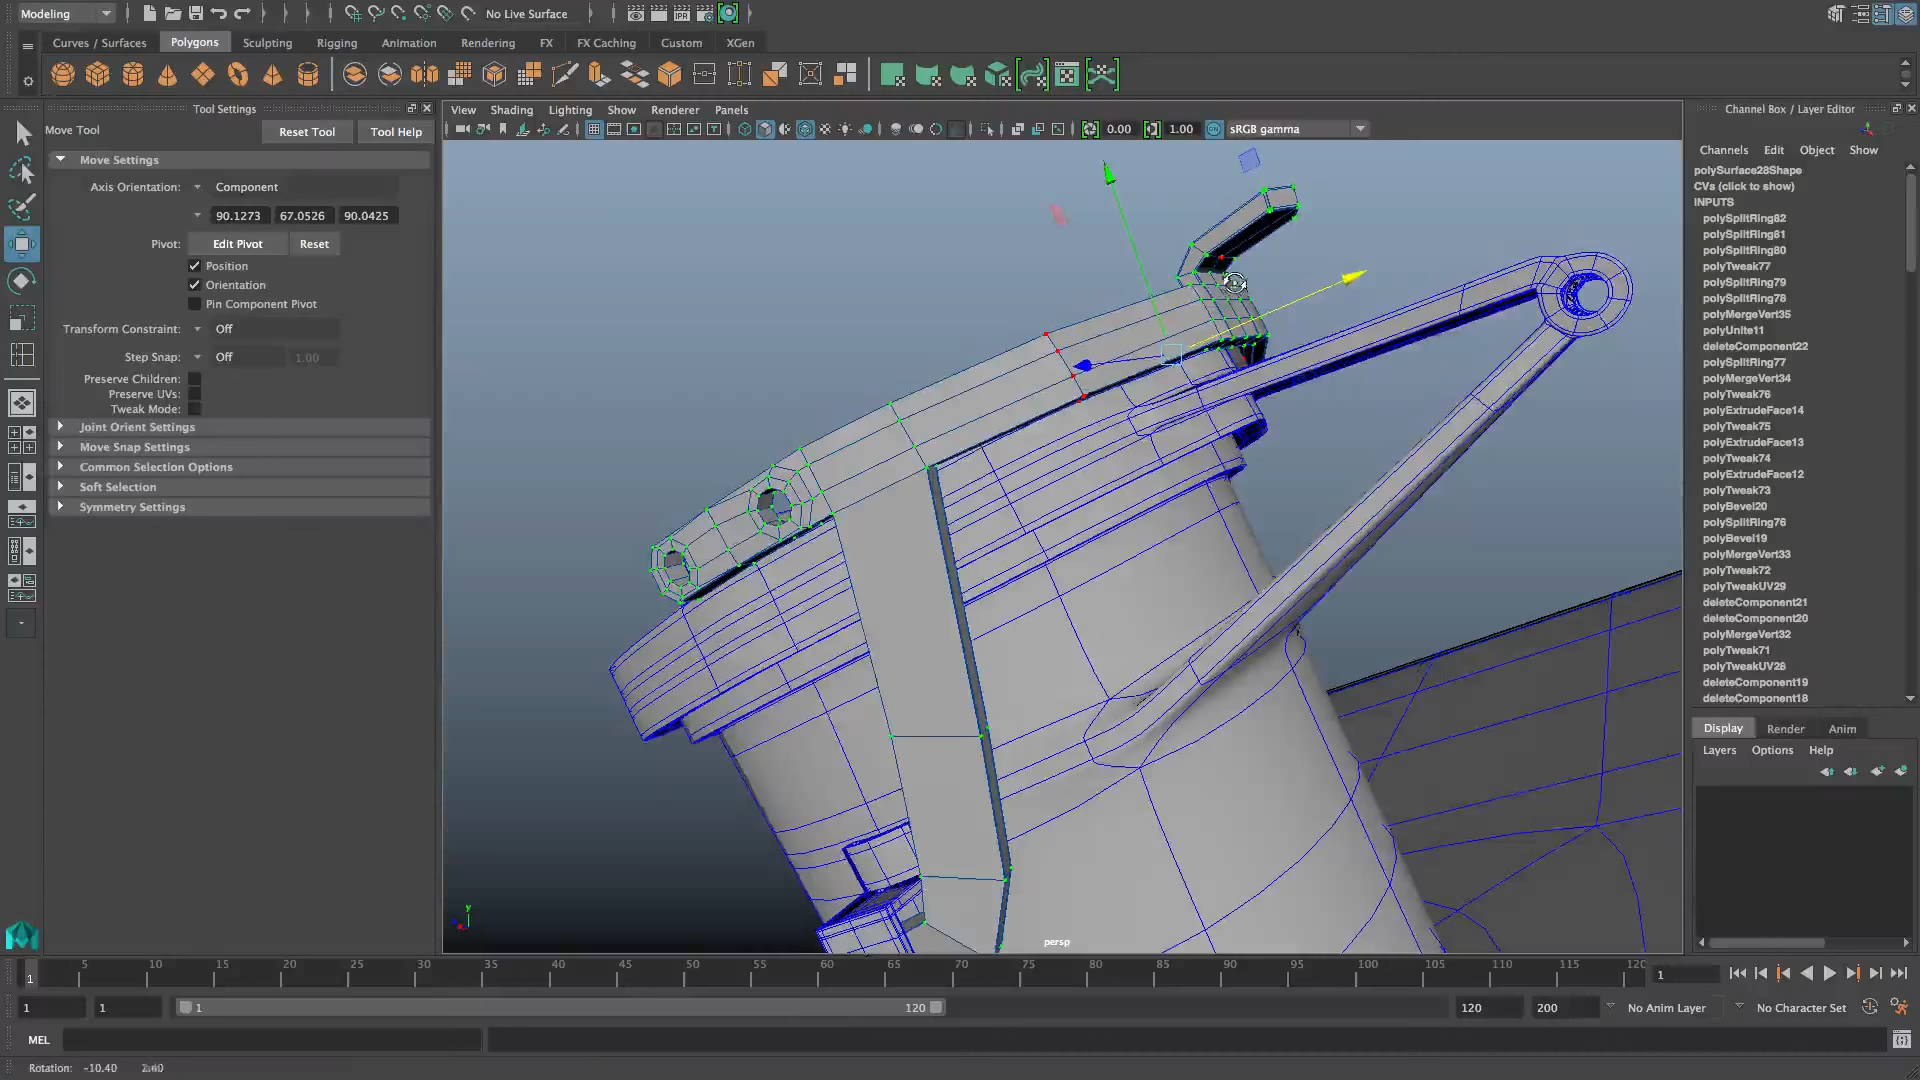 Modeling
No Live Surface
Curves / Surfaces Polygons Sculpting Rigging Animation Rendering FX FX Caching Custom XGen
Tool Settings
Move Tool
Reset Tool
Tool Help
Move Settings
Axis Orientation: Component
90.1273 67.0526 90.0425
Pivot: Edit Pivot Reset
Position
Orientation
Pin Component Pivot
Transform Constraint: Off
Step Snap: Off 1.00
Preserve Children:
Preserve UVs:
Tweak Mode:
Joint Orient Settings
Move Snap Settings
Common Selection Options
Soft Selection
Symmetry Settings
View Shading Lighting Show Renderer Panels
0.00 1.00 sRGB gamma
y
persp
Channel Box / Layer Editor
Channels Edit Object Show
polySurface28Shape
CVs (click to show)
INPUTS
polySplitRing82
polySplitRing81
polySplitRing80
polyTweak77
polySplitRing79
polySplitRing78
polyMergeVert35
polyUnite11
deleteComponent22
polySplitRing77
polyMergeVert34
polyTweak76
polyExtrudeFace14
polyTweak75
polyExtrudeFace13
polyTweak74
polyExtrudeFace12
polyTweak73
polyBevel20
polySplitRing76
polyBevel19
polyMergeVert33
polyTweak72
polyTweakUV29
deleteComponent21
deleteComponent20
polyMergeVert32
polyTweak71
polyTweakUV28
deleteComponent19
deleteComponent18
Display Render Anim
Layers Options Help
1 5 10 15 20 25 30 35 40 45 50 55 60 65 70 75 80 85 90 95 100 105 110 115 120
1
1 1 1 120 120 200 No Anim Layer No Character Set
MEL
Rotation: -10.40